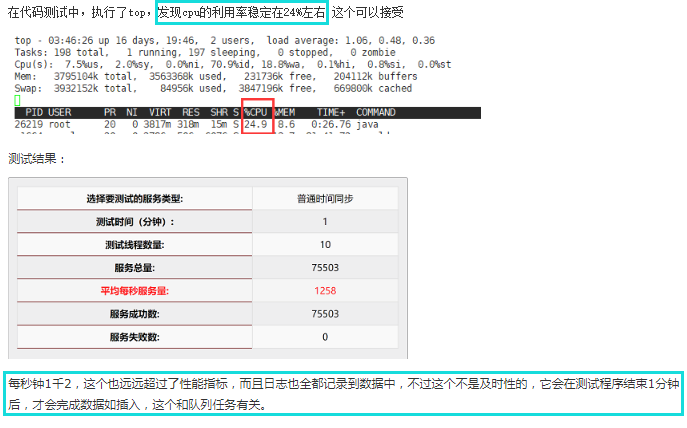 在代码测试中，执行了top，发现cpu的利用率稳定在24%左右 这个可以接受
top - 03:46:26 up 16 days, 19:46, 2 users, load average: 1.06, 0.48, 0.36
Tasks: 198 total, 1 running, 197 sleeping, 0 stopped, 0 zombie
Cpu(s): 7.5%us, 2.0%sy, 0.0%ni, 70.9%id, 18.8%wa, 0.1%hi, 0.8%si, 0.0%st
Mem: 3795104k total, 3563368k used, 231736k free, 204112k buffers
Swap: 3932152k total, 84956k used, 3847196k free, 669800k cached
PID USER PR NI VIRT RES SHR S %CPU %MEM TIME+ COMMAND
26219 root 20 0 3817m 318m 15m S 24.9 8.6 0:26.76 java
测试结果：
选择要测试的服务类型: 普通时间同步
测试时间（分钟）: 1
测试线程数量: 10
服务总量: 75503
平均每秒服务量: 1258
服务成功数: 75503
服务失败数: 0
每秒钟1千2，这个也远远超过了性能指标，而且日志也全都记录到数据中，不过这个不是及时性的，它会在测试程序结束1分钟
后，才会完成数据如插入，这个和队列任务有关。